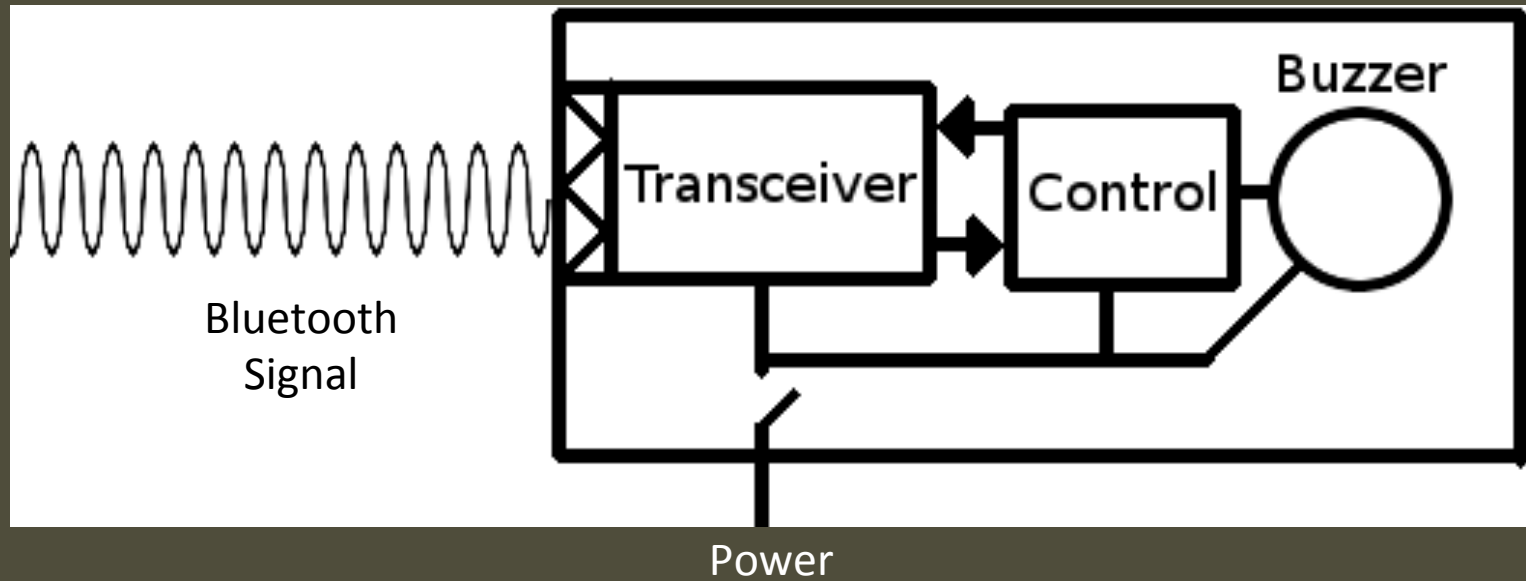 Buzzer
Transceiver
Control
Bluetooth
Signal
Power